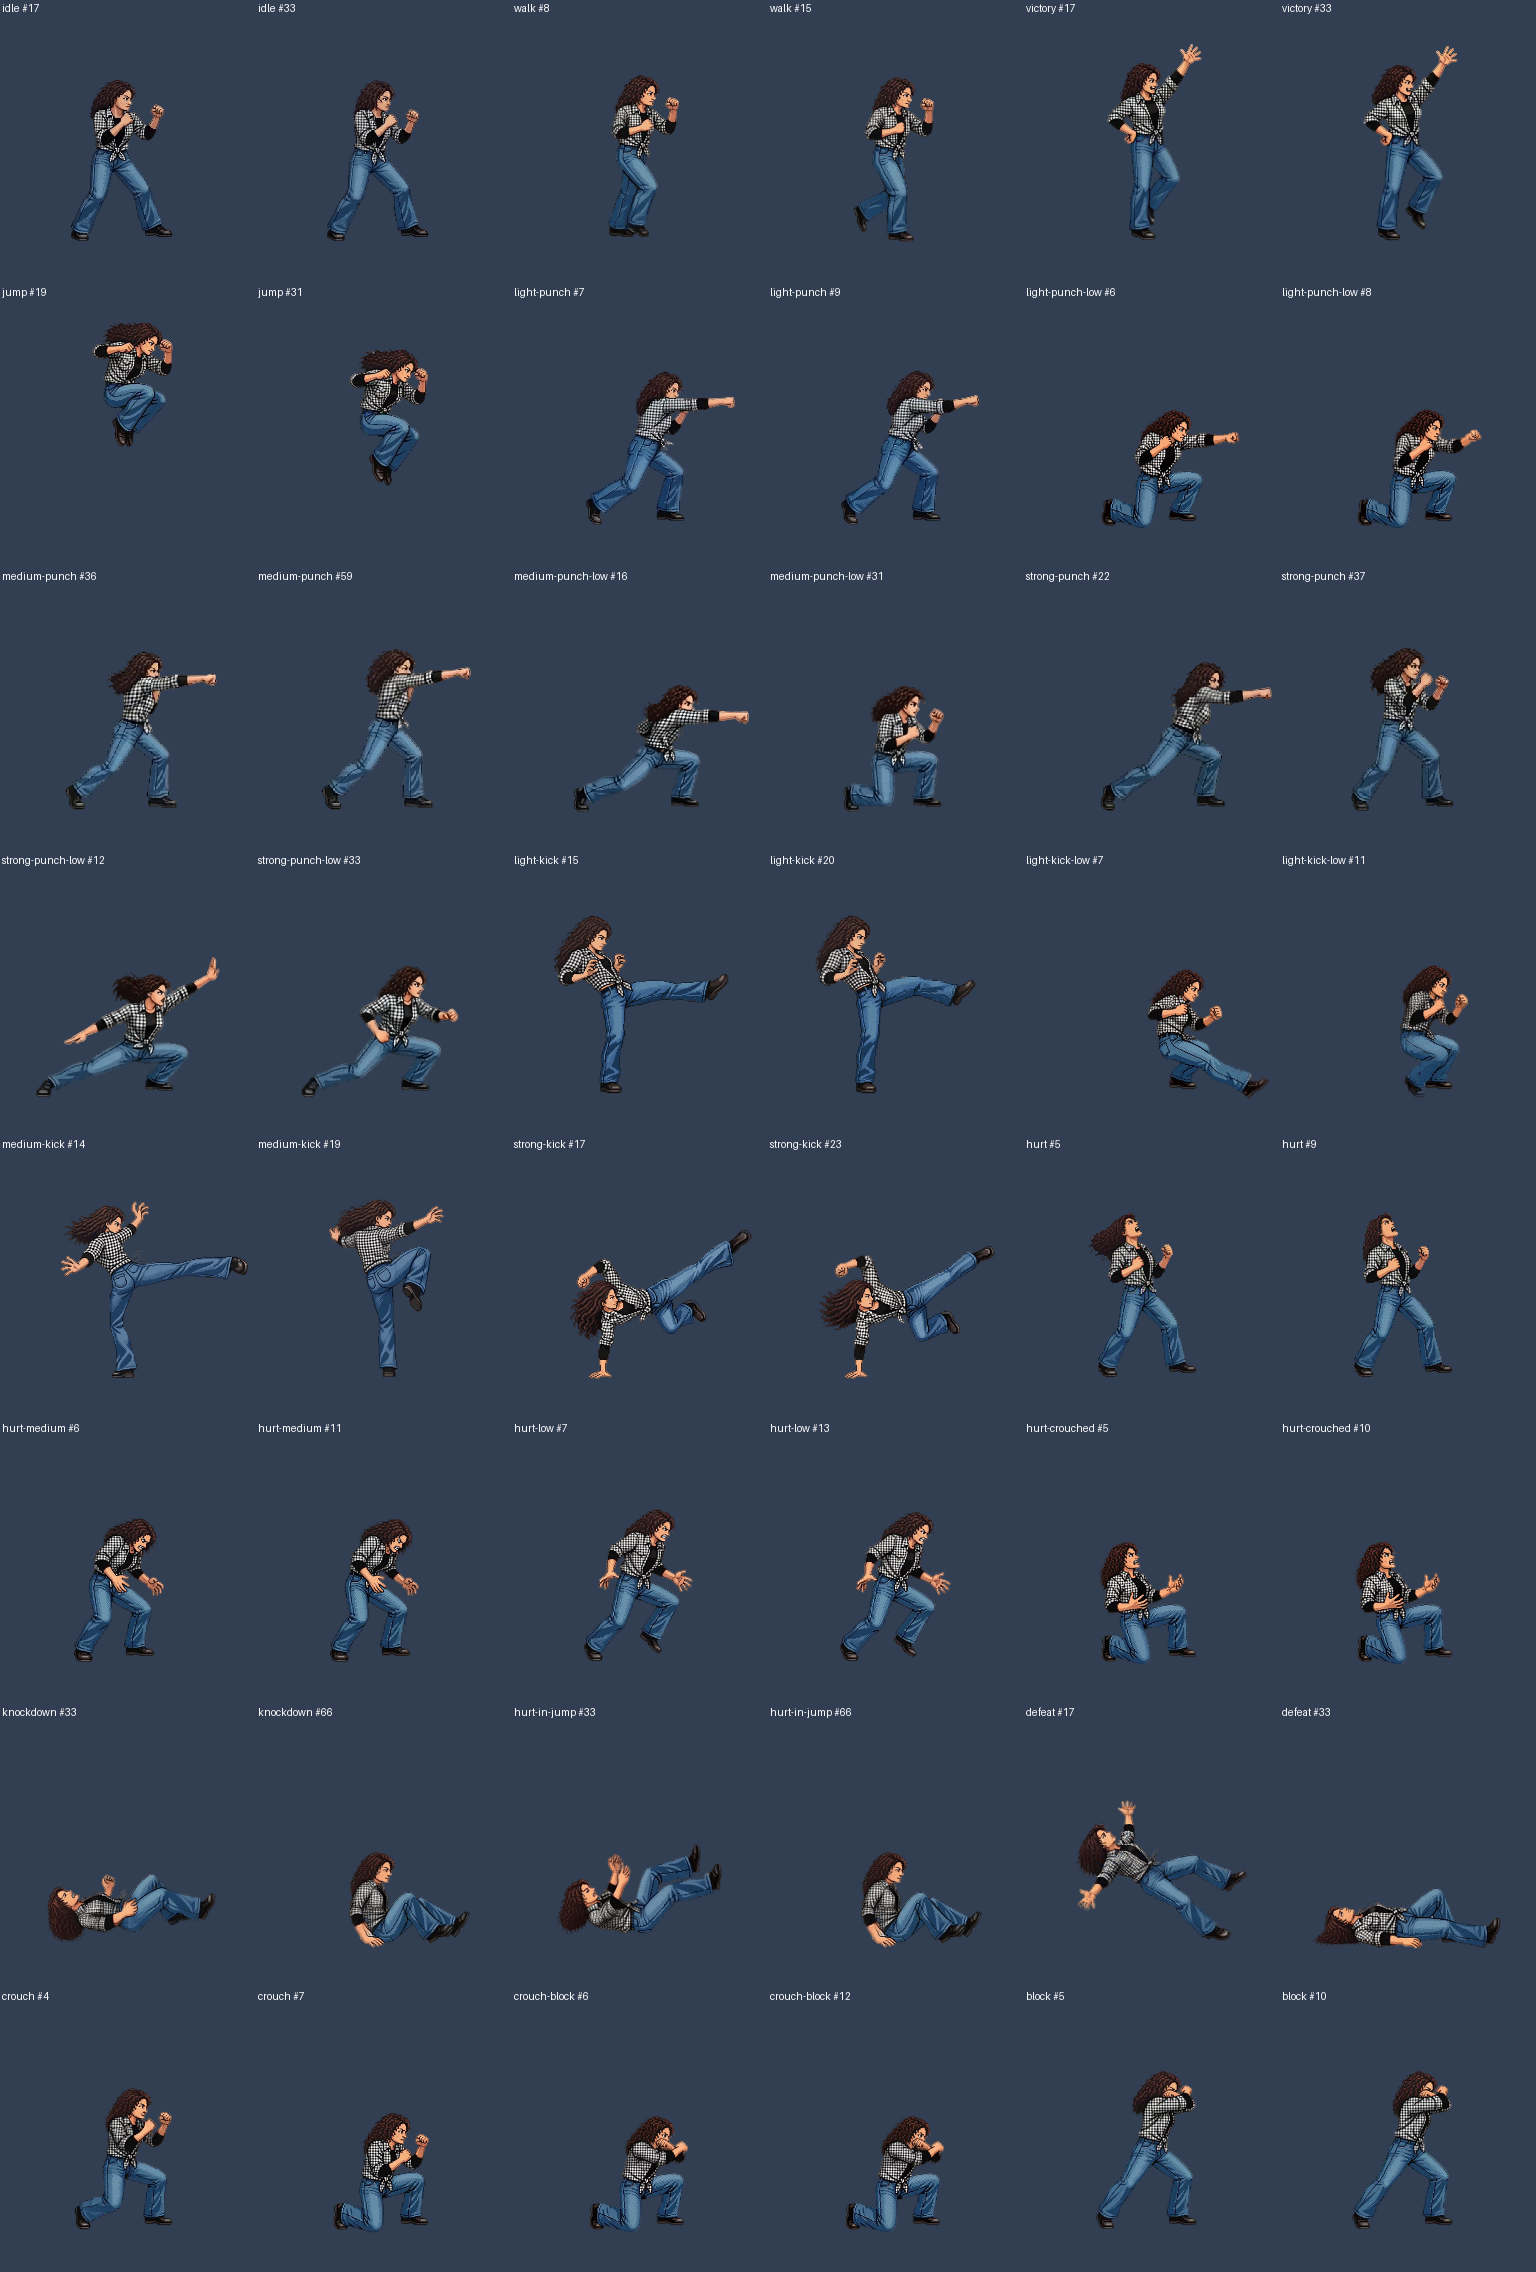 idle #17
idle #33
walk #8
walk #15
victory #17
victory #33
jump #19
jump #31
light-punch #7
light-punch #9
light-punch-low #6
light-punch-low #8
medium-punch #36
medium-punch #59
medium-punch-low #16
medium-punch-low #31
strong-punch #22
strong-punch #37
strong-punch-low #12
strong-punch-low #33
light-kick #15
light-kick #20
light-kick-low #7
light-kick-low #11
medium-kick #14
medium-kick #19
strong-kick #17
strong-kick #23
hurt #5
hurt #9
hurt-medium #6
hurt-medium #11
hurt-low #7
hurt-low #13
hurt-crouched #5
hurt-crouched #10
knockdown #33
knockdown #66
hurt-in-jump #33
hurt-in-jump #66
defeat #17
defeat #33
crouch #4
crouch #7
crouch-block #6
crouch-block #12
block #5
block #10